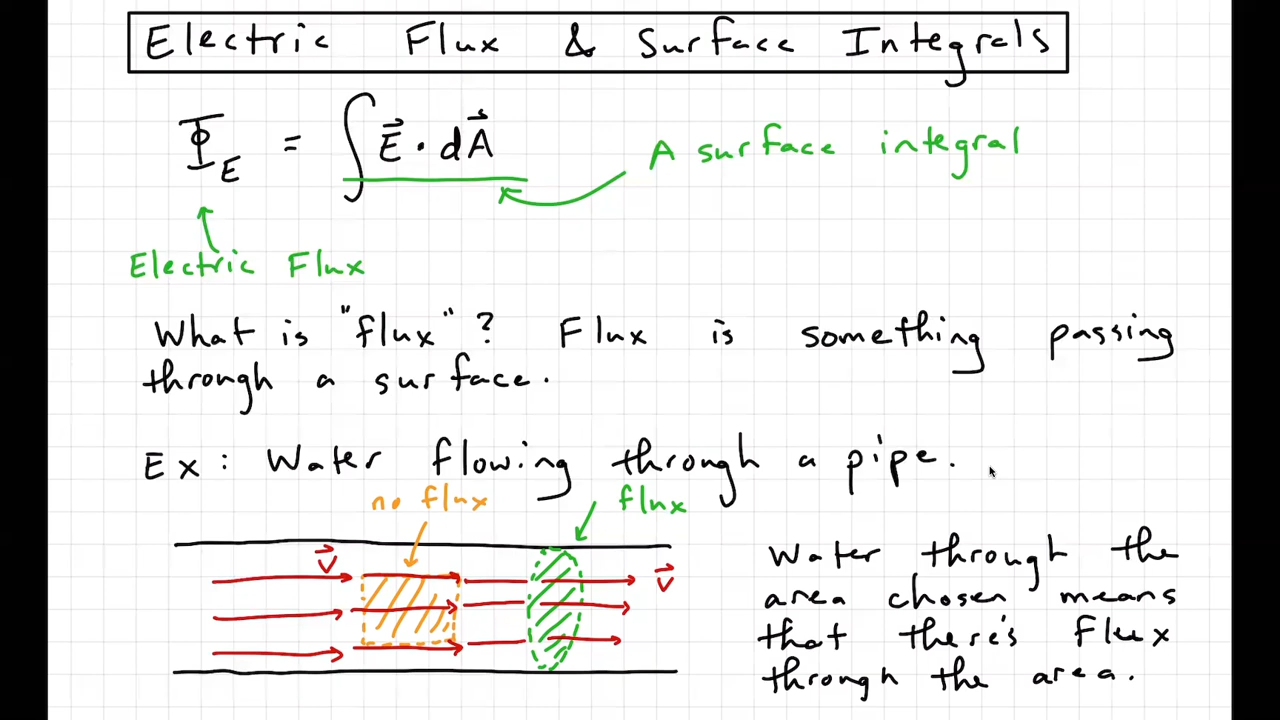 Electric Flux & Surface Integrals
Φ_E = ∫ E⃗ · dA⃗
A surface integral
Electric Flux
What is "flux"? Flux is something passing
through a surface.
Ex: Water flowing through a pipe.
no flux
flux
v⃗
v⃗
Water through the
area chosen means
that there's flux
through the area.